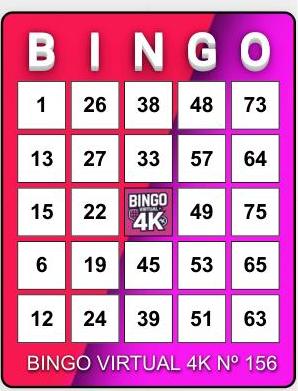 B I N G O
1 26 38 48 73
13 27 33 57 64
15 22 BINGO VIRTUAL 4K 49 75
6 19 45 53 65
12 24 39 51 63
BINGO VIRTUAL 4K Nº 156